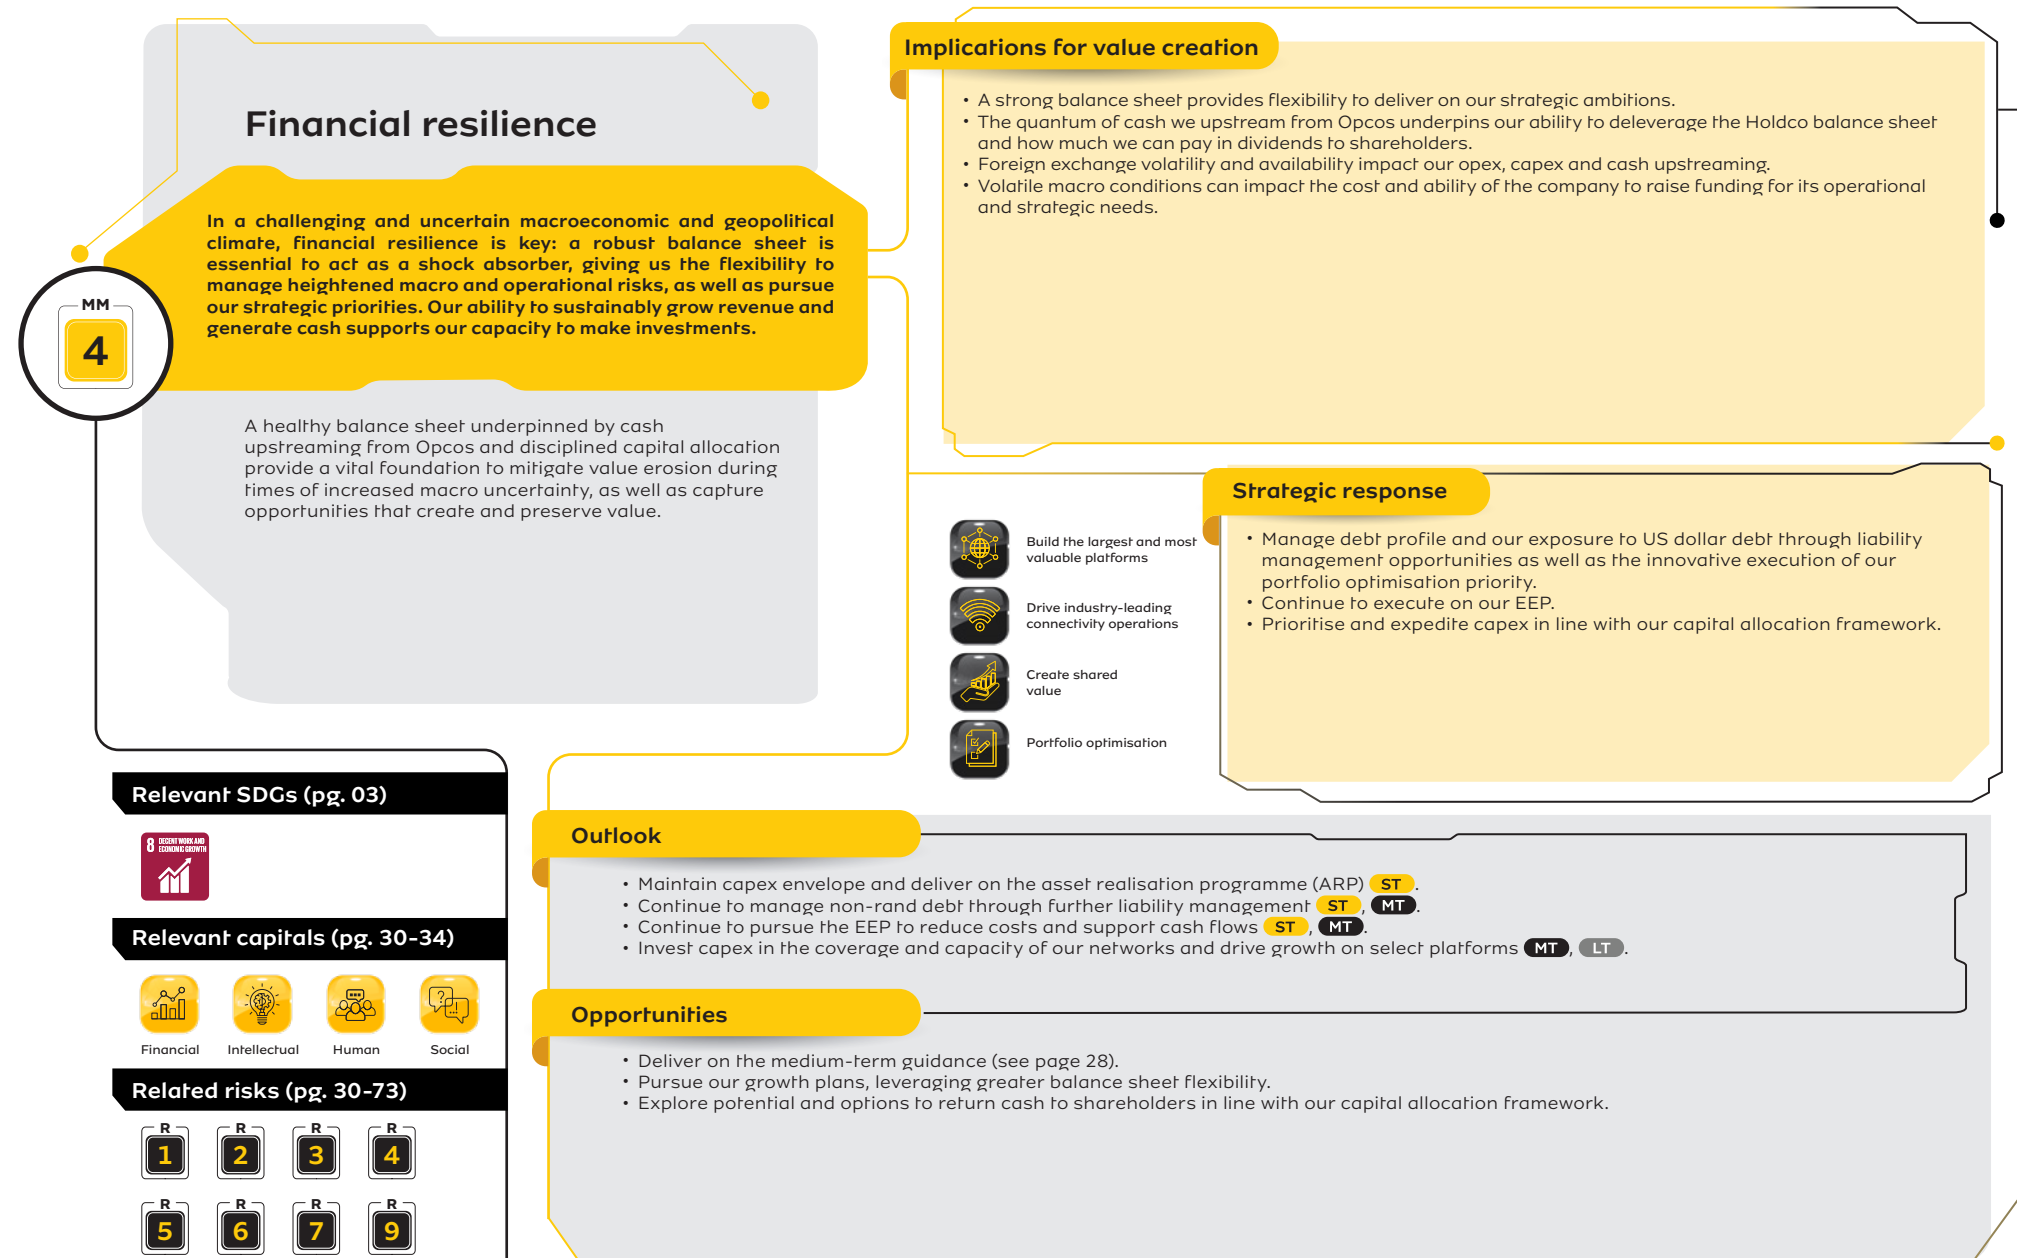 Financial resilience
In a challenging and uncertain macroeconomic and geopolitical
climate, financial resilience is key: a robust balance sheet is
essential to act as a shock absorber, giving us the flexibility to
manage heightened macro and operational risks, as well as pursue
our strategic priorities. Our ability to sustainably grow revenue and
generate cash supports our capacity to make investments.
MM
4
A healthy balance sheet underpinned by cash
upstreaming from Opcos and disciplined capital allocation
provide a vital foundation to mitigate value erosion during
times of increased macro uncertainty, as well as capture
opportunities that create and preserve value.
Implications for value creation
• A strong balance sheet provides flexibility to deliver on our strategic ambitions.
• The quantum of cash we upstream from Opcos underpins our ability to deleverage the Holdco balance sheet
and how much we can pay in dividends to shareholders.
• Foreign exchange volatility and availability impact our opex, capex and cash upstreaming.
• Volatile macro conditions can impact the cost and ability of the company to raise funding for its operational
and strategic needs.
Build the largest and most
valuable platforms
Drive industry-leading
connectivity operations
Create shared
value
Portfolio optimisation
Strategic response
• Manage debt profile and our exposure to US dollar debt through liability
management opportunities as well as the innovative execution of our
portfolio optimisation priority.
• Continue to execute on our EEP.
• Prioritise and expedite capex in line with our capital allocation framework.
Relevant SDGs (pg. 03)
8 DECENT WORK AND
ECONOMIC GROWTH
Relevant capitals (pg. 30-34)
Financial Intellectual Human Social
Related risks (pg. 30-73)
R R R R
1 2 3 4
R R R R
5 6 7 9
Outlook
• Maintain capex envelope and deliver on the asset realisation programme (ARP) ST .
• Continue to manage non-rand debt through further liability management ST , MT .
• Continue to pursue the EEP to reduce costs and support cash flows ST , MT .
• Invest capex in the coverage and capacity of our networks and drive growth on select platforms MT , LT .
Opportunities
• Deliver on the medium-term guidance (see page 28).
• Pursue our growth plans, leveraging greater balance sheet flexibility.
• Explore potential and options to return cash to shareholders in line with our capital allocation framework.